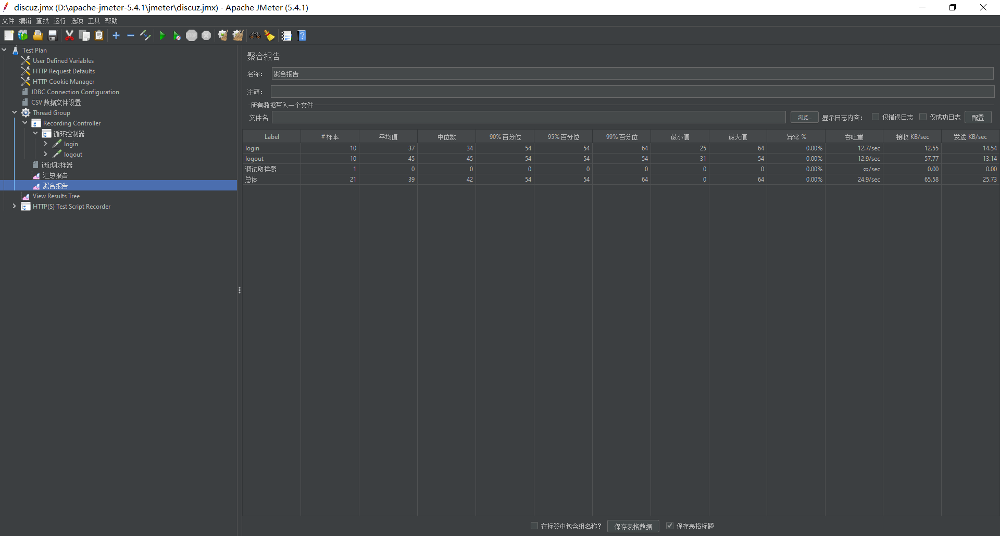 discuz.jmx (D:\apache-jmeter-5.4.1\jmeter\discuz.jmx) - Apache JMeter (5.4.1)
文件 编辑 查找 运行 选项 工具 帮助
Test Plan
User Defined Variables
HTTP Request Defaults
HTTP Cookie Manager
JDBC Connection Configuration
CSV 数据文件设置
Thread Group
Recording Controller
循环控制器
login
logout
调试取样器
汇总报告
聚合报告
View Results Tree
HTTP(S) Test Script Recorder
聚合报告
名称： 聚合报告
注释：
所有数据写入一个文件
文件名 浏览... 显示日志内容： 仅错误日志 仅成功日志 配置
Label # 样本 平均值 中位数 90% 百分位 95% 百分位 99% 百分位 最小值 最大值 异常 % 吞吐量 接收 KB/sec 发送 KB/sec
login 10 37 34 54 54 64 25 64 0.00% 12.7/sec 12.55 14.54
logout 10 45 45 54 54 54 31 54 0.00% 12.9/sec 57.77 13.14
调试取样器 1 0 0 0 0 0 0 0 0.00% ∞/sec 0.00 0.00
总体 21 39 42 54 54 64 0 64 0.00% 24.9/sec 65.58 25.73
在标签中包含组名称？ 保存表格数据 保存表格标题